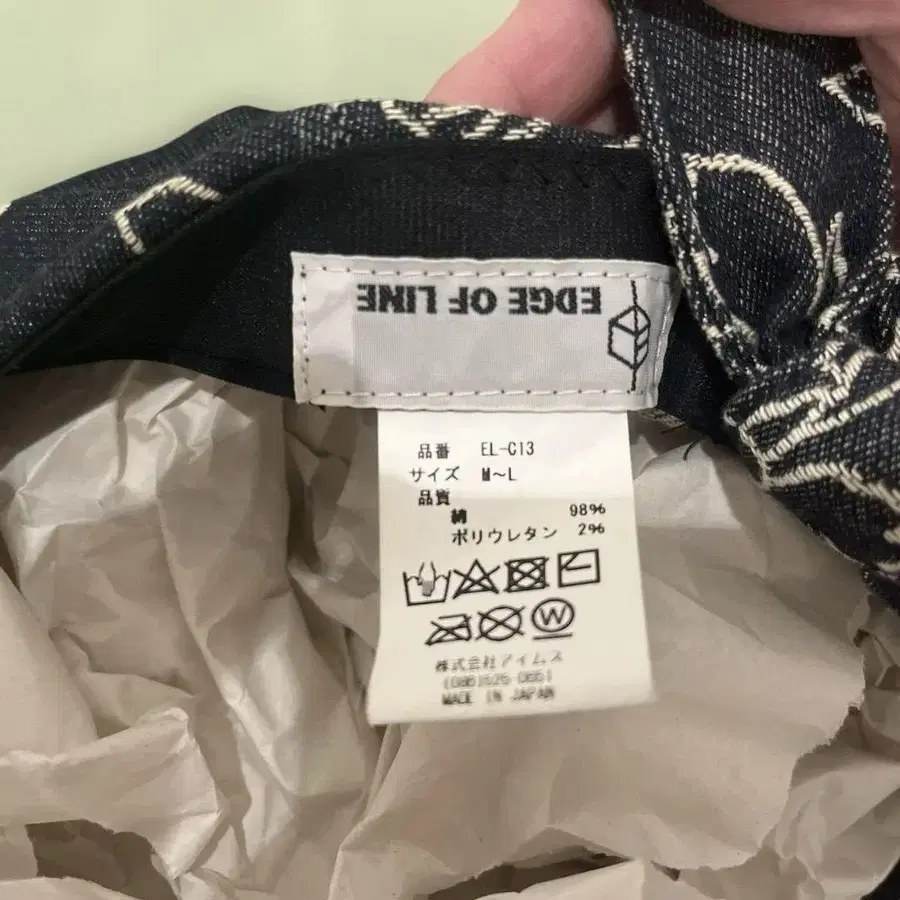 EDGE OF LINE
品番 EL-C13
サイズ M~L
品質
綿 98%
ポリウレタン 2%
W
株式会社アイムス
MADE IN JAPAN